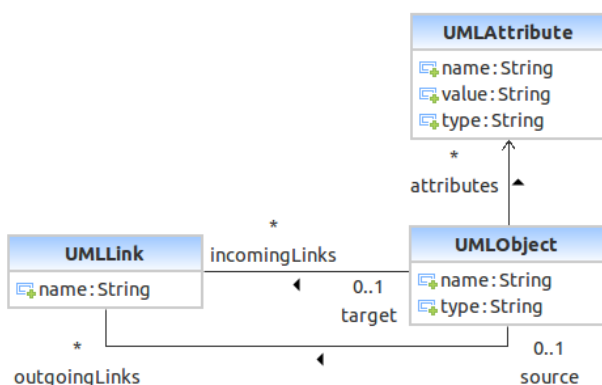 UMLAttribute
name:String
value:String
type:String
*
attributes
*
incomingLinks
UMLLink
name:String
UMLObject
name:String
type:String
0..1
target
*
outgoingLinks
0..1
source